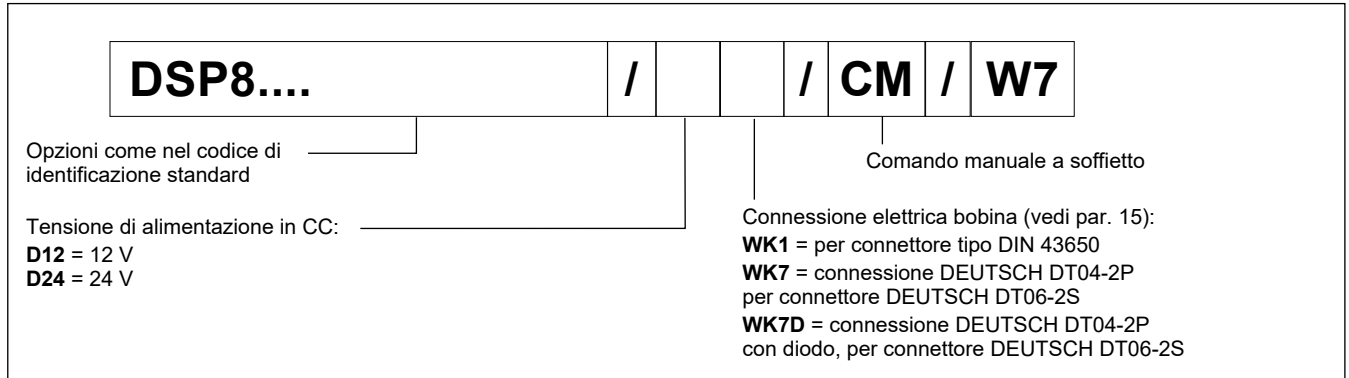 DSP8.... / / CM / W7
Opzioni come nel codice di
identificazione standard
Comando manuale a soffietto
Tensione di alimentazione in CC:
D12 = 12 V
D24 = 24 V
Connessione elettrica bobina (vedi par. 15):
WK1 = per connettore tipo DIN 43650
WK7 = connessione DEUTSCH DT04-2P
per connettore DEUTSCH DT06-2S
WK7D = connessione DEUTSCH DT04-2P
con diodo, per connettore DEUTSCH DT06-2S